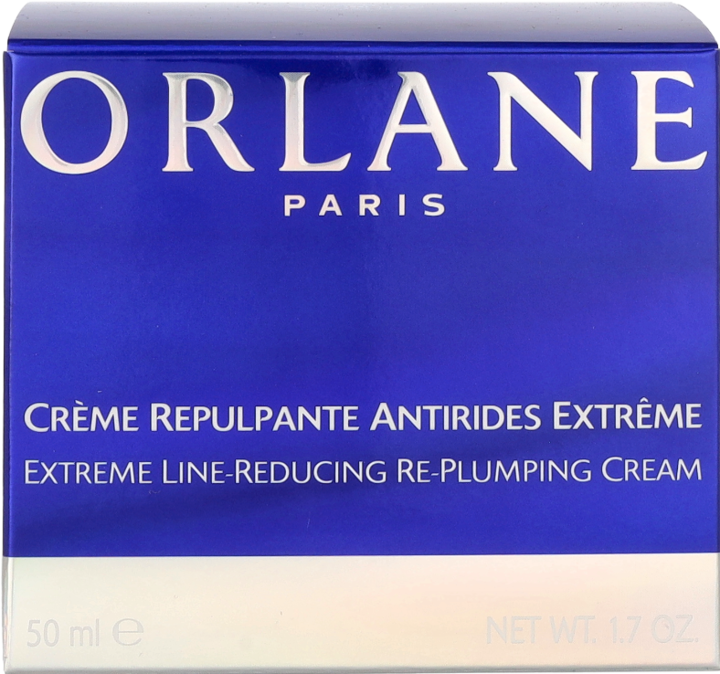 ORLANE
PARIS
CRÈME REPULPANTE ANTIRIDES EXTRÊME
EXTREME LINE-REDUCING RE-PLUMPING CREAM
50 ml ℮ NET WT. 1.7 OZ.